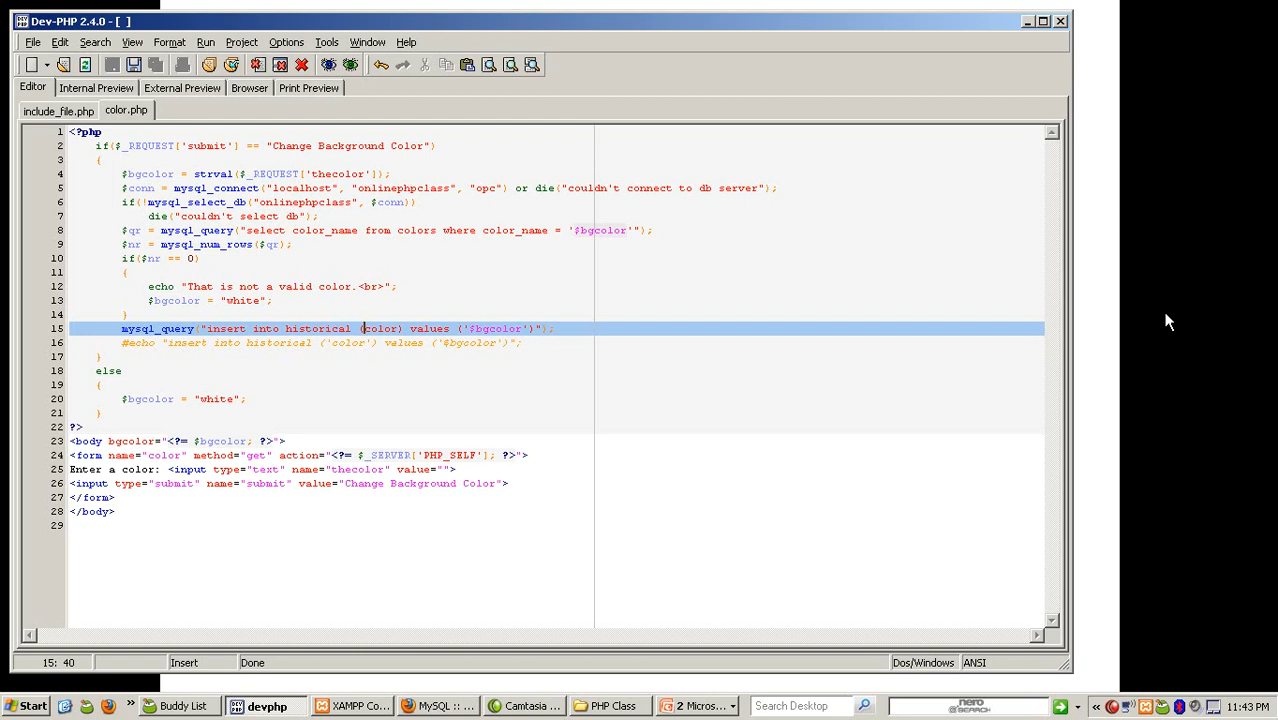 Dev-PHP 2.4.0 - [ ]
File Edit Search View Format Run Project Options Tools Window Help
Editor Internal Preview External Preview Browser Print Preview
include_file.php color.php
1 <?php
2 if($_REQUEST['submit'] == "Change Background Color")
3 {
4 $bgcolor = strval($_REQUEST['thecolor']);
5 $conn = mysql_connect("localhost", "onlinephpclass", "opc") or die("couldn't connect to db server");
6 if(!mysql_select_db("onlinephpclass", $conn))
7 die("couldn't select db");
8 $qr = mysql_query("select color_name from colors where color_name = '$bgcolor'");
9 $nr = mysql_num_rows($qr);
10 if($nr == 0)
11 {
12 echo "That is not a valid color.<br>";
13 $bgcolor = "white";
14 }
15 mysql_query("insert into historical (color) values ('$bgcolor')");
16 #echo "insert into historical ('color') values ('$bgcolor')";
17 }
18 else
19 {
20 $bgcolor = "white";
21 }
22 ?>
23 <body bgcolor="<?= $bgcolor; ?>">
24 <form name="color" method="get" action="<?= $_SERVER['PHP_SELF']; ?>">
25 Enter a color: <input type="text" name="thecolor" value="">
26 <input type="submit" name="submit" value="Change Background Color">
27 </form>
28 </body>
29
15: 40 Insert Done Dos/Windows ANSI
Start » Buddy List devphp XAMPP Co... MySQL :: ... Camtasia ... PHP Class 2 Micros... Search Desktop nero @SEARCH « 11:43 PM